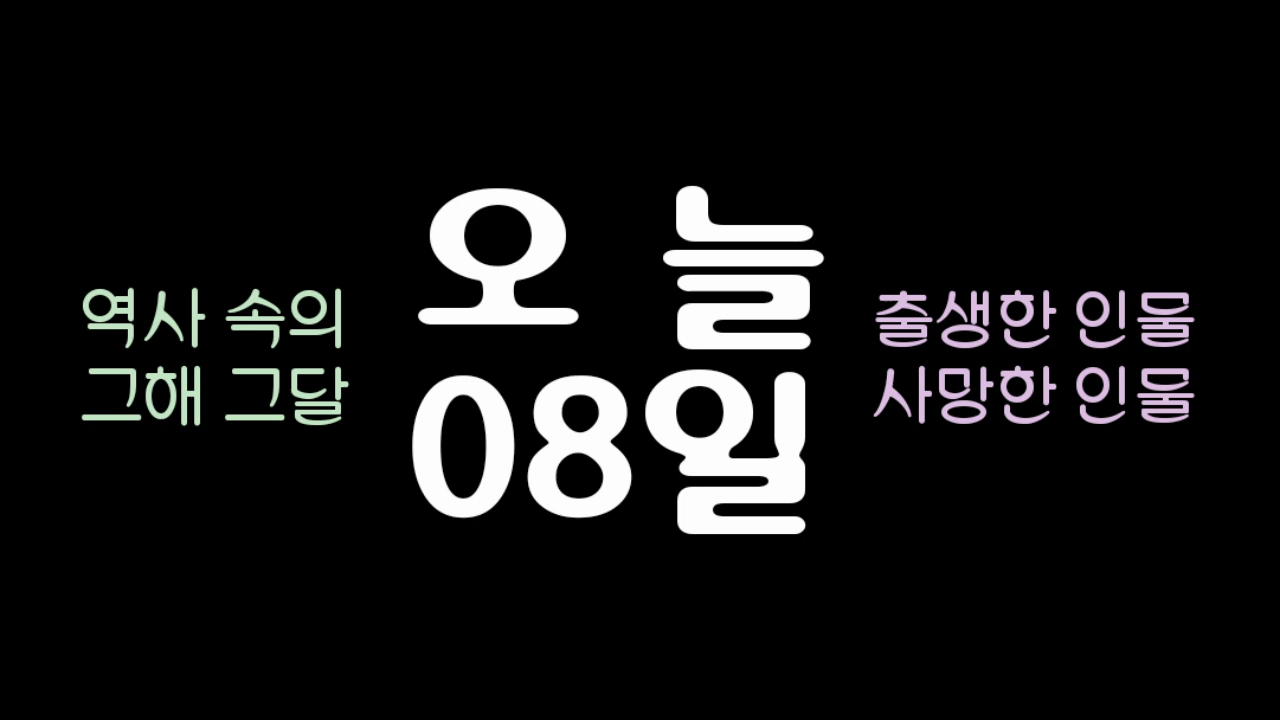 역사 속의
그해 그달
오 늘
08일
출생한 인물
사망한 인물